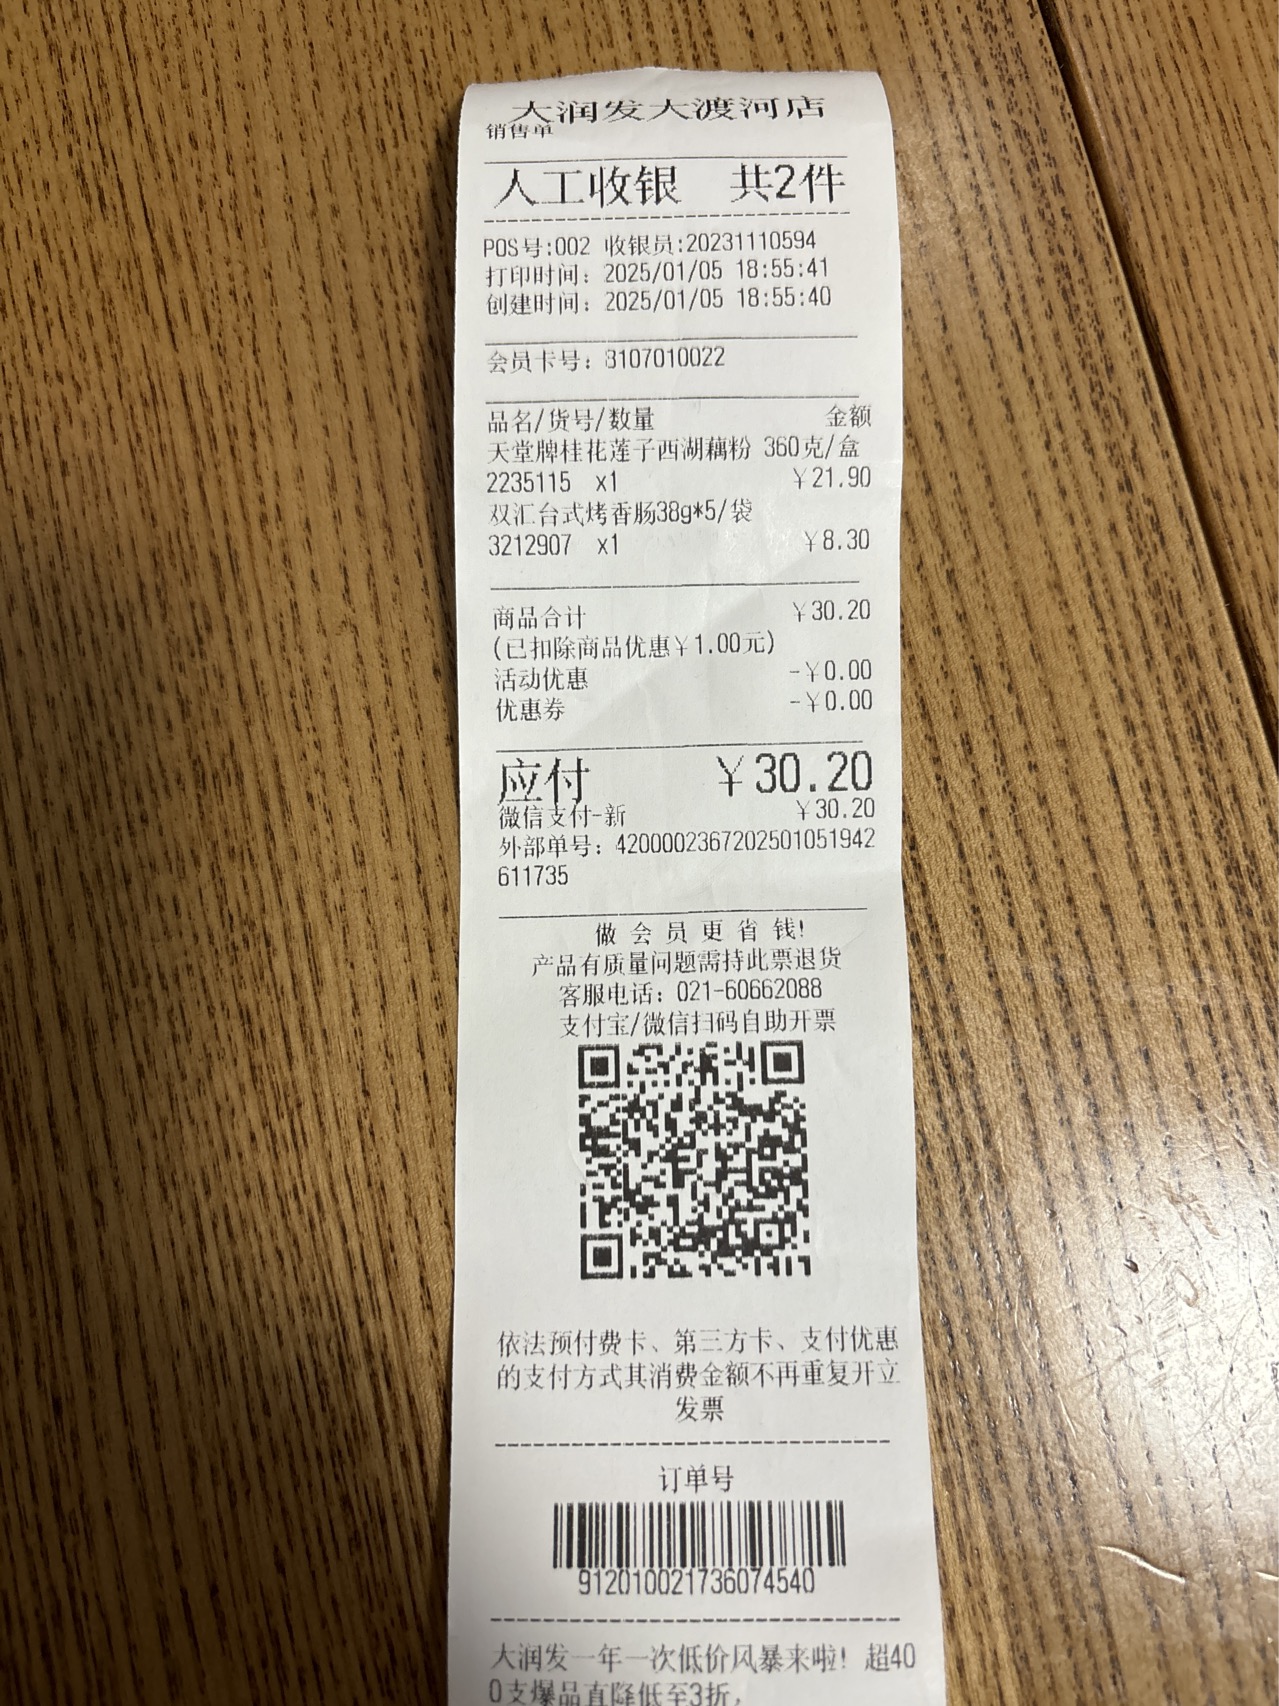 大润发大渡河店
销售单
人工收银 共2件
POS号:002 收银员:20231110594
打印时间: 2025/01/05 18:55:41
创建时间: 2025/01/05 18:55:40
会员卡号: 8107010022
品名/货号/数量 金额
天堂牌桂花莲子西湖藕粉 360克/盒
2235115 x1 ￥21.90
双汇台式烤香肠38g*5/袋
3212907 x1 ￥8.30
商品合计 ￥30.20
(已扣除商品优惠￥1.00元)
活动优惠 -￥0.00
优惠券 -￥0.00
应付 ￥30.20
微信支付-新 ￥30.20
外部单号: 4200002367202501051942
611735
做 会 员 更 省 钱!
产品有质量问题需持此票退货
客服电话: 021-60662088
支付宝/微信扫码自助开票
依法预付费卡、第三方卡、支付优惠
的支付方式其消费金额不再重复开立
发票
订单号
912010021736074540
大润发一年一次低价风暴来啦! 超40
0支爆品直降低至3折,